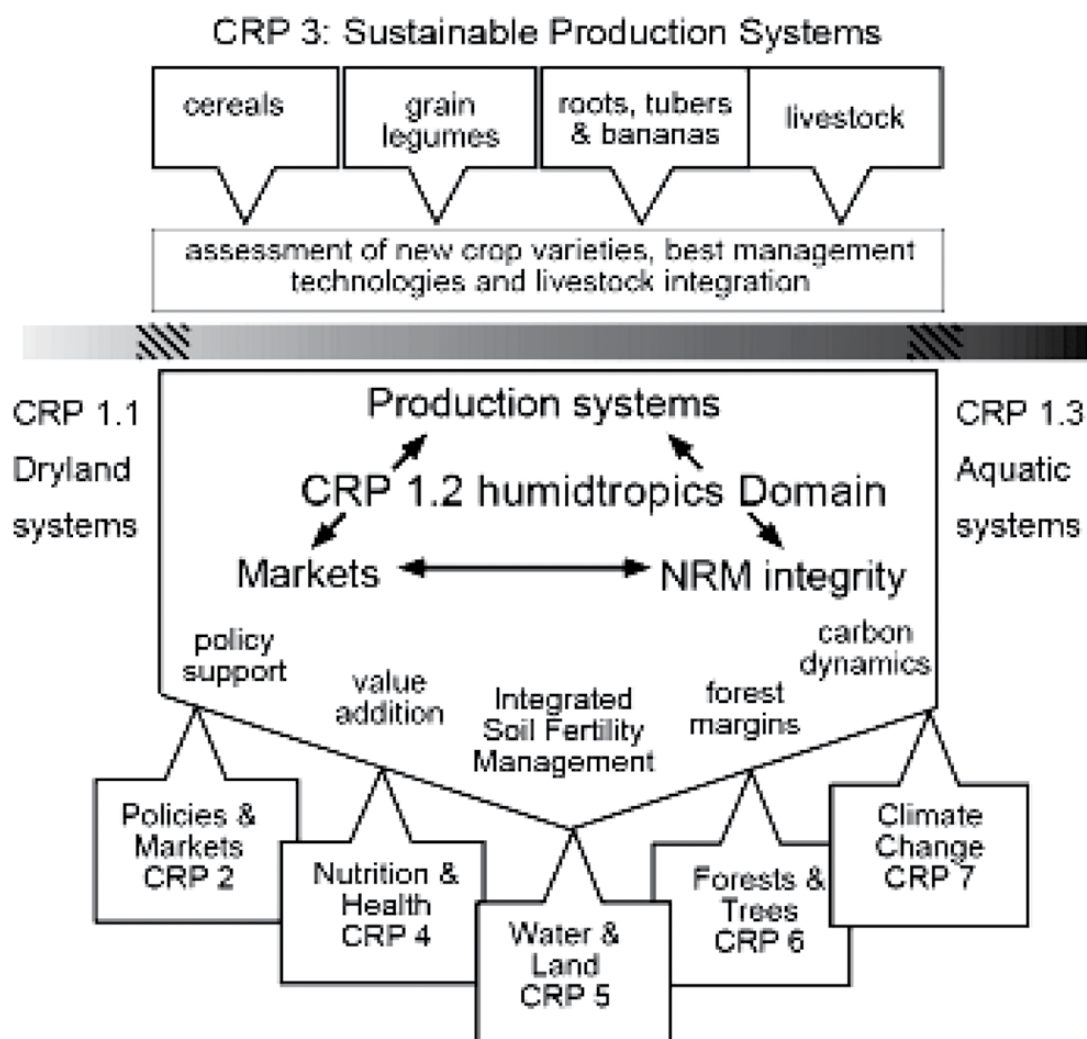 CRP 3: Sustainable Production Systems
cereals
grain
legumes
roots, tubers
& bananas
livestock
assessment of new crop varieties, best management
technologies and livestock integration
CRP 1.1
Dryland
systems
Production systems
CRP 1.2 humidtropics Domain
Markets
NRM integrity
CRP 1.3
Aquatic
systems
policy
support
value
addition
Integrated
Soil Fertility
Management
forest
margins
carbon
dynamics
Policies &
Markets
CRP 2
Nutrition &
Health
CRP 4
Water &
Land
CRP 5
Forests &
Trees
CRP 6
Climate
Change
CRP 7